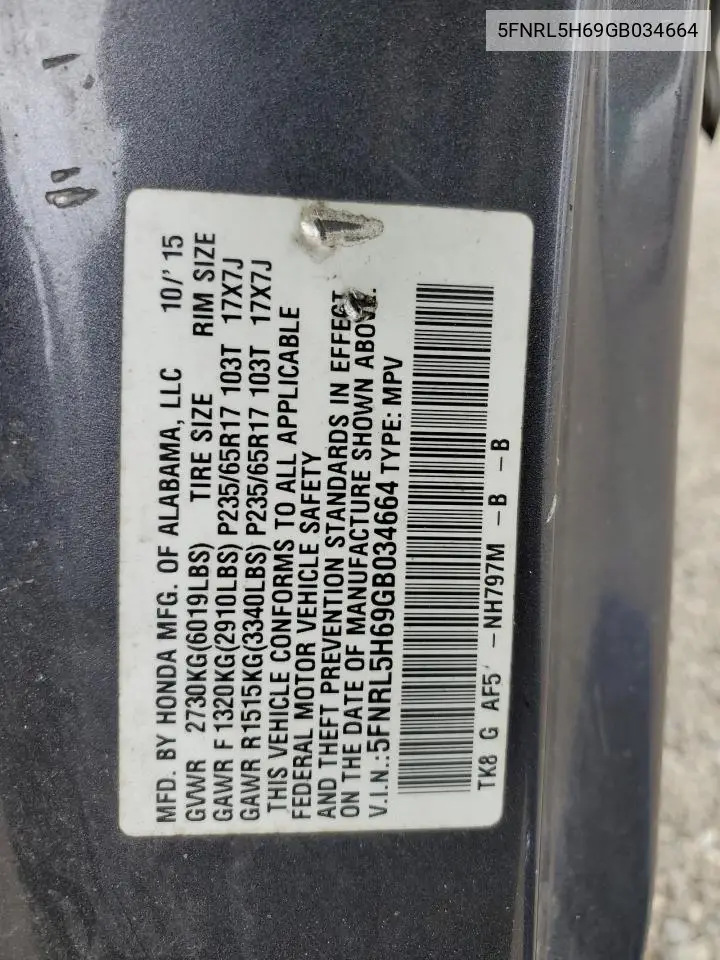 5FNRL5H69GB034664
MFD. BY HONDA MFG. OF ALABAMA, LLC 10/'15
GVWR 2730KG(6019LBS) TIRE SIZE RIM SIZE
GAWR F 1320KG(2910LBS) P235/65R17 103T 17X7J
GAWR R 1515KG(3340LBS) P235/65R17 103T 17X7J
THIS VEHICLE CONFORMS TO ALL APPLICABLE
FEDERAL MOTOR VEHICLE SAFETY
AND THEFT PREVENTION STANDARDS IN EFFECT
ON THE DATE OF MANUFACTURE SHOWN ABOVE.
V.I.N.:5FNRL5H69GB034664 TYPE: MPV
TK8 G AF5' -NH797M -B -B